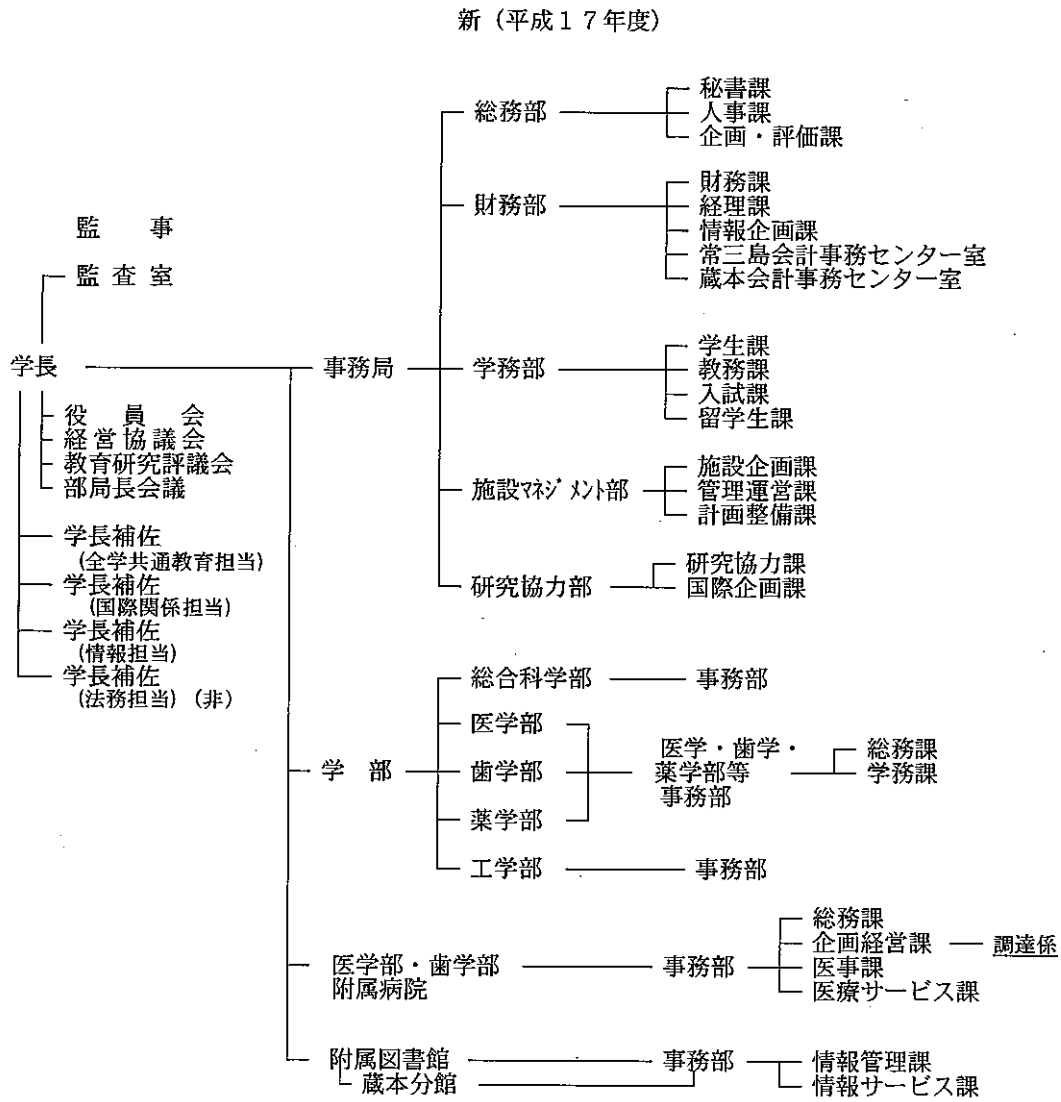 新（平成１７年度）
監　事
監査室
学長
役　員　会
経営協議会
教育研究評議会
部局長会議
学長補佐
(全学共通教育担当)
学長補佐
(国際関係担当)
学長補佐
(情報担当)
学長補佐
(法務担当)（非）
事務局
総務部
秘書課
人事課
企画・評価課
財務部
財務課
経理課
情報企画課
常三島会計事務センター室
蔵本会計事務センター室
学務部
学生課
教務課
入試課
留学生課
施設ﾏﾈｼﾞﾒﾝﾄ部
施設企画課
管理運営課
計画整備課
研究協力部
研究協力課
国際企画課
学　部
総合科学部
事務部
医学部
歯学部
薬学部
医学・歯学・
薬学部等
事務部
総務課
学務課
工学部
事務部
医学部・歯学部
附属病院
事務部
総務課
企画経営課
調達係
医事課
医療サービス課
附属図書館
蔵本分館
事務部
情報管理課
情報サービス課